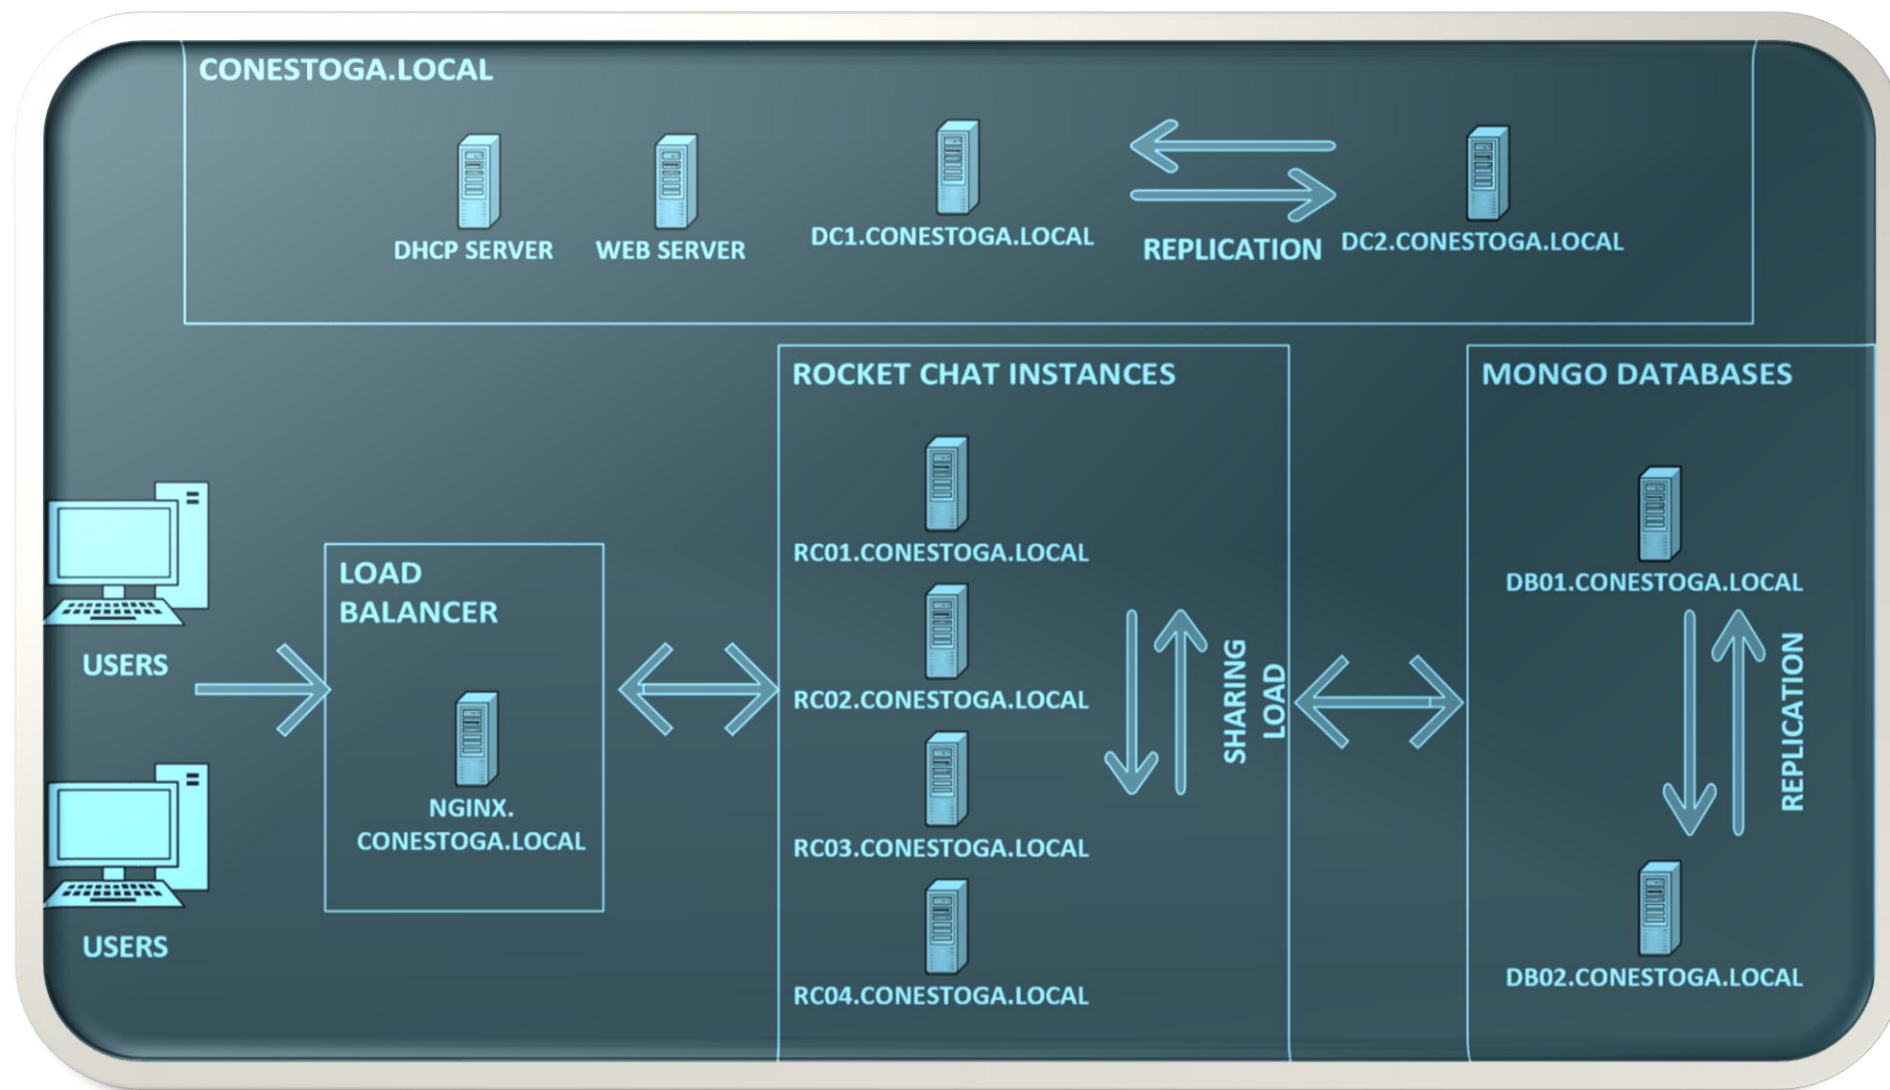 CONESTOGA.LOCAL
DHCP SERVER
WEB SERVER
DC1.CONESTOGA.LOCAL
REPLICATION
DC2.CONESTOGA.LOCAL
USERS
USERS
LOAD
BALANCER
NGINX.
CONESTOGA.LOCAL
ROCKET CHAT INSTANCES
RC01.CONESTOGA.LOCAL
RC02.CONESTOGA.LOCAL
RC03.CONESTOGA.LOCAL
RC04.CONESTOGA.LOCAL
SHARING
LOAD
MONGO DATABASES
DB01.CONESTOGA.LOCAL
REPLICATION
DB02.CONESTOGA.LOCAL